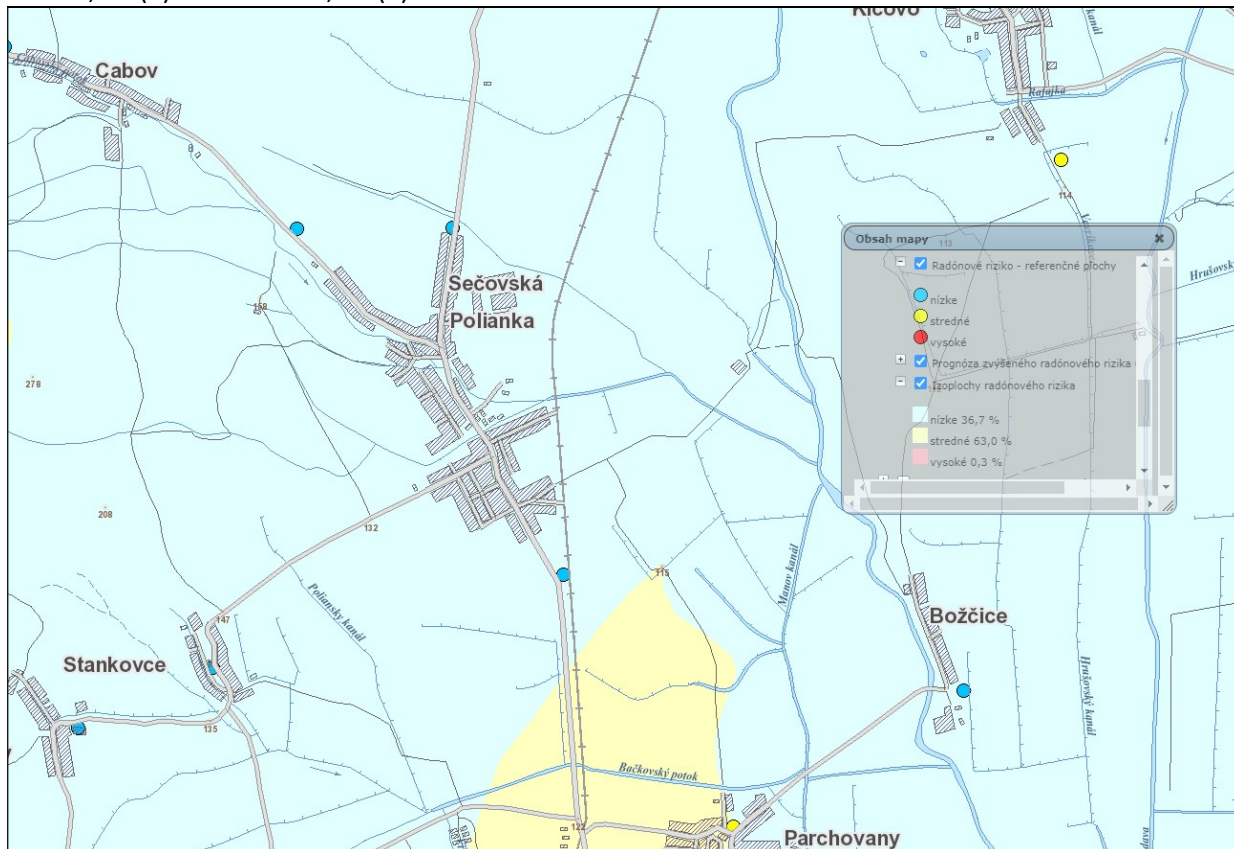 Cabov
Rafajka
114
Sečovská
Polianka
158
278
208
132
Obsah mapy
113
Radónové riziko - referenčné plochy
nízke
stredné
vysoké
Prognóza zvýšeného radónového rizika
Izoplochy radónového rizika
nízke 36,7 %
stredné 63,0 %
vysoké 0,3 %
115
Manov kanál
Poliansky kanál
147
Božčice
Stankovce
135
Hrušovský kanál
Bačkovský potok
122
Parchovany